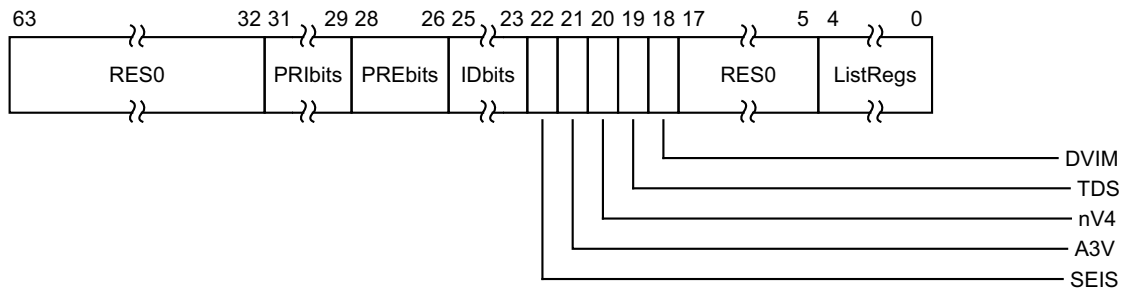 63 32 31 29 28 26 25 23 22 21 20 19 18 17 5 4 0
RES0 PRIbits PREbits IDbits RES0 ListRegs
DVIM
TDS
nV4
A3V
SEIS